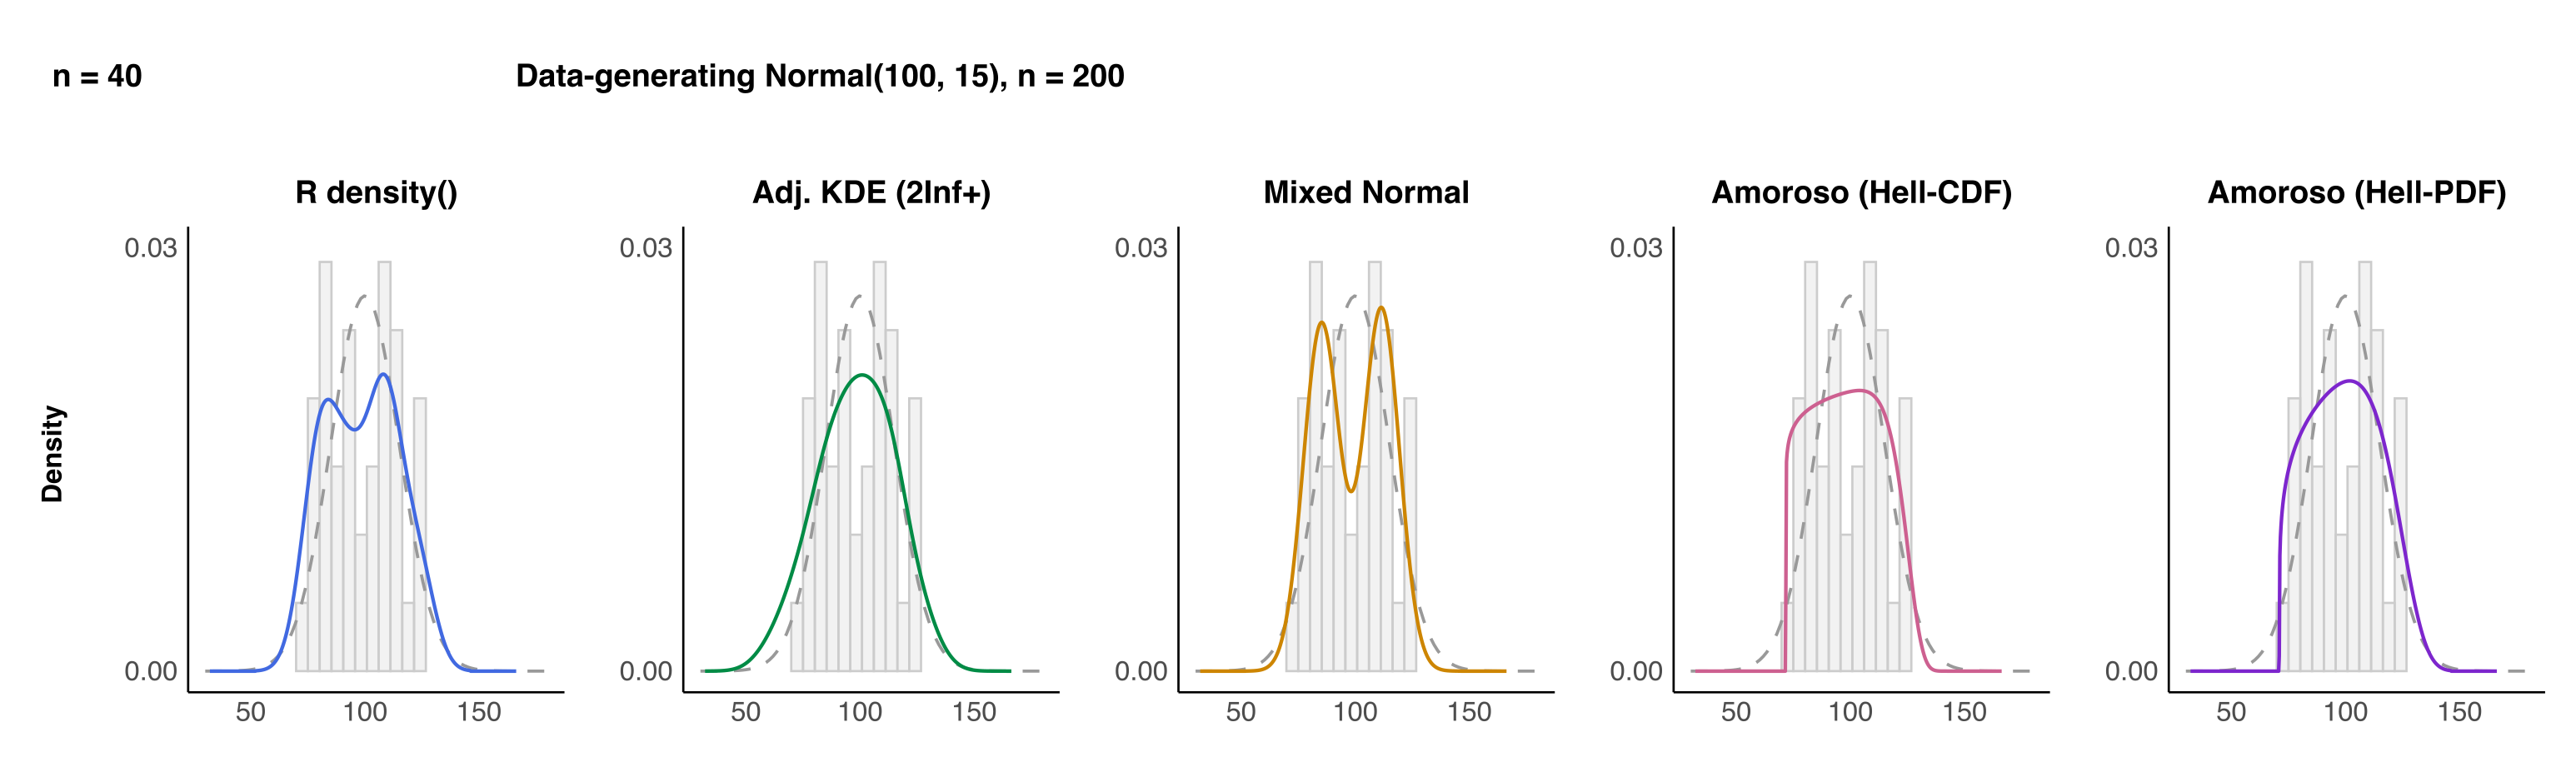 n = 40
Data-generating Normal(100, 15), n = 200
R density()
Adj. KDE (2Inf+)
Mixed Normal
Amoroso (Hell-CDF)
Amoroso (Hell-PDF)
Density
0.03
0.00
50 100 150
0.03
0.00
50 100 150
0.03
0.00
50 100 150
0.03
0.00
50 100 150
0.03
0.00
50 100 150